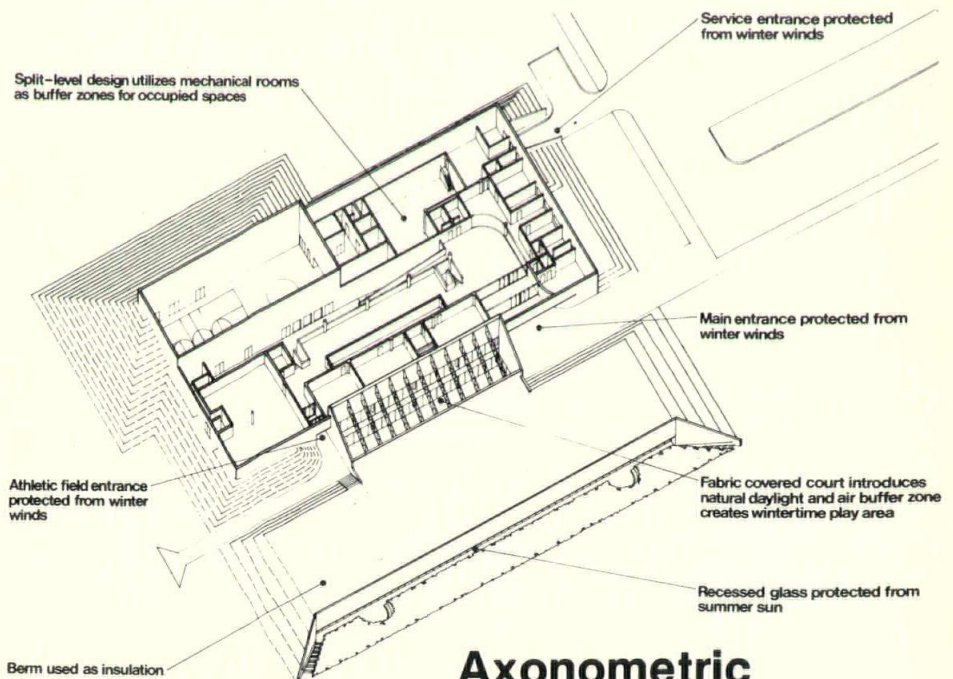 Service entrance protected
from winter winds
Split-level design utilizes mechanical rooms
as buffer zones for occupied spaces
Main entrance protected from
winter winds
Athletic field entrance
protected from winter
winds
Fabric covered court introduces
natural daylight and air buffer zone
creates wintertime play area
Recessed glass protected from
summer sun
Berm used as insulation
Axonometric